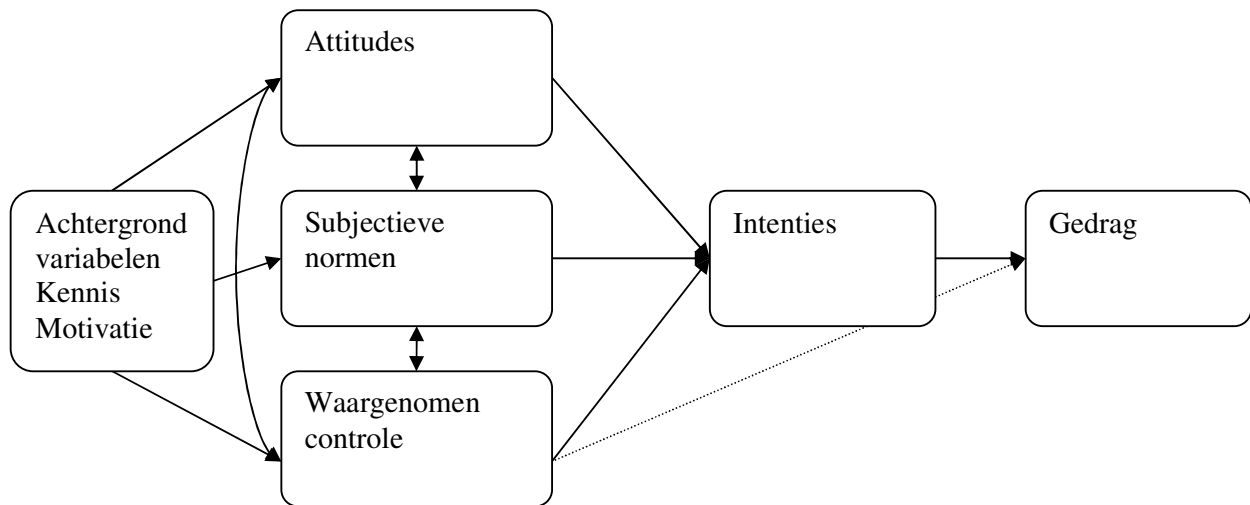 Attitudes
Achtergrond
variabelen
Kennis
Motivatie
Subjectieve
normen
Waargenomen
controle
Intenties
Gedrag